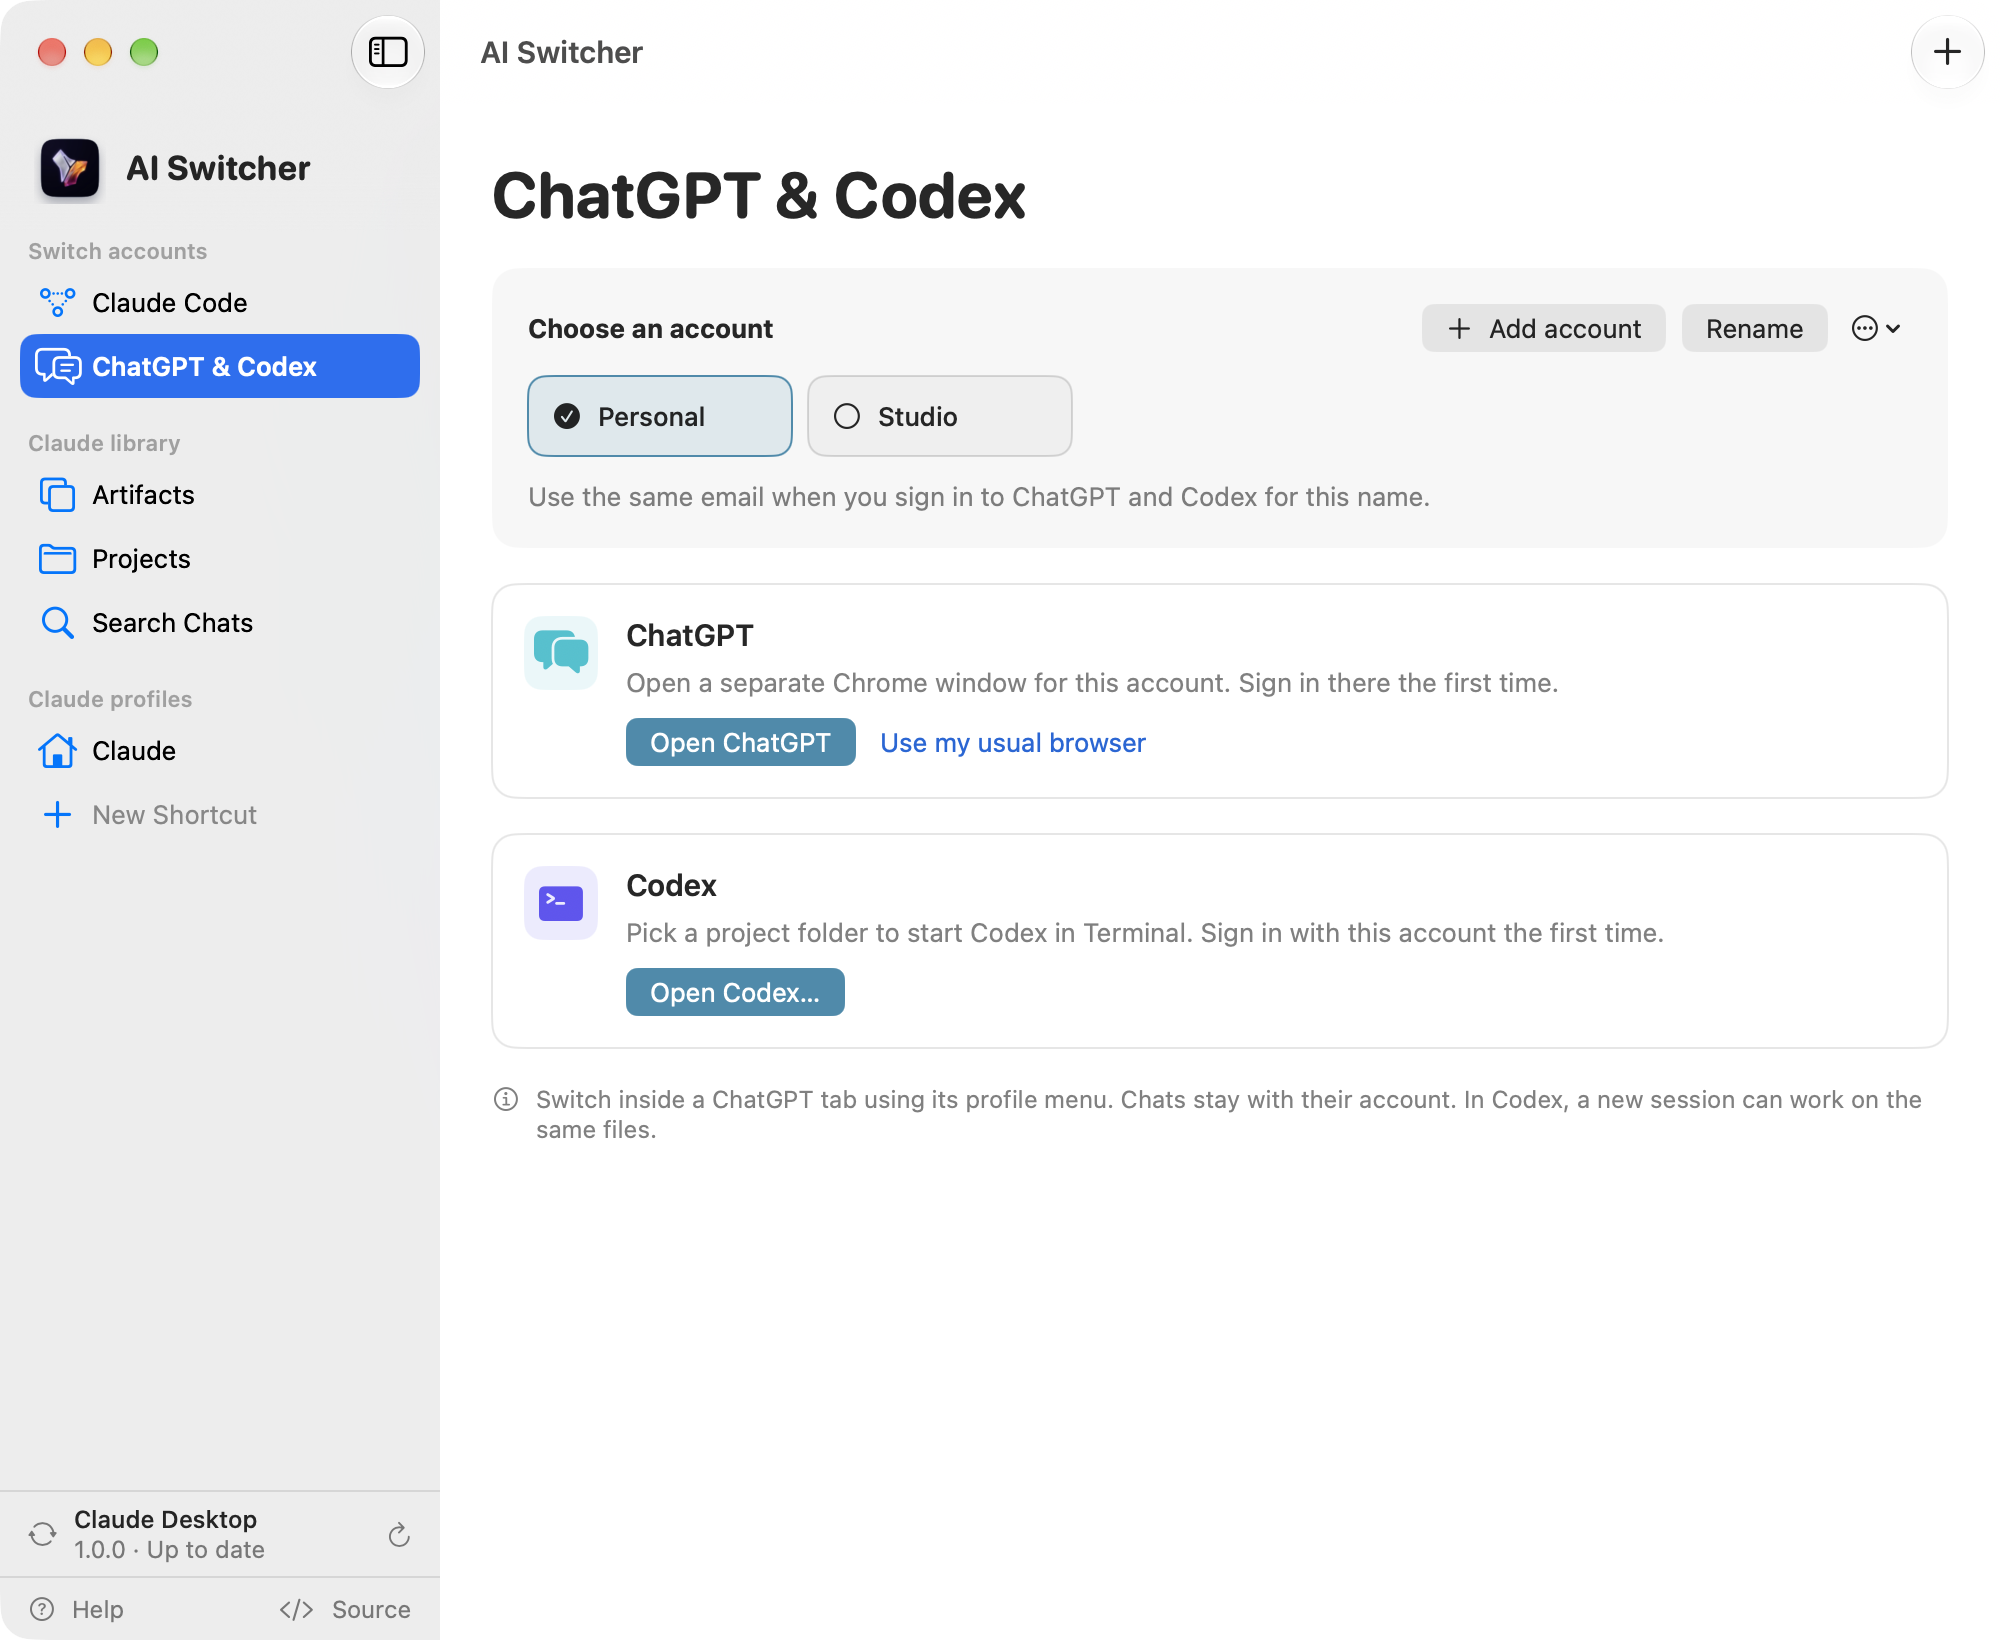 AI Switcher
Switch accounts
Claude Code
ChatGPT & Codex
Claude library
Artifacts
Projects
Search Chats
Claude profiles
Claude
New Shortcut
Claude Desktop
1.0.0 · Up to date
Help
</> Source
AI Switcher
ChatGPT & Codex
Choose an account
Add account
Rename
Personal
Studio
Use the same email when you sign in to ChatGPT and Codex for this name.
ChatGPT
Open a separate Chrome window for this account. Sign in there the first time.
Open ChatGPT
Use my usual browser
Codex
Pick a project folder to start Codex in Terminal. Sign in with this account the first time.
Open Codex...
Switch inside a ChatGPT tab using its profile menu. Chats stay with their account. In Codex, a new session can work on the
same files.